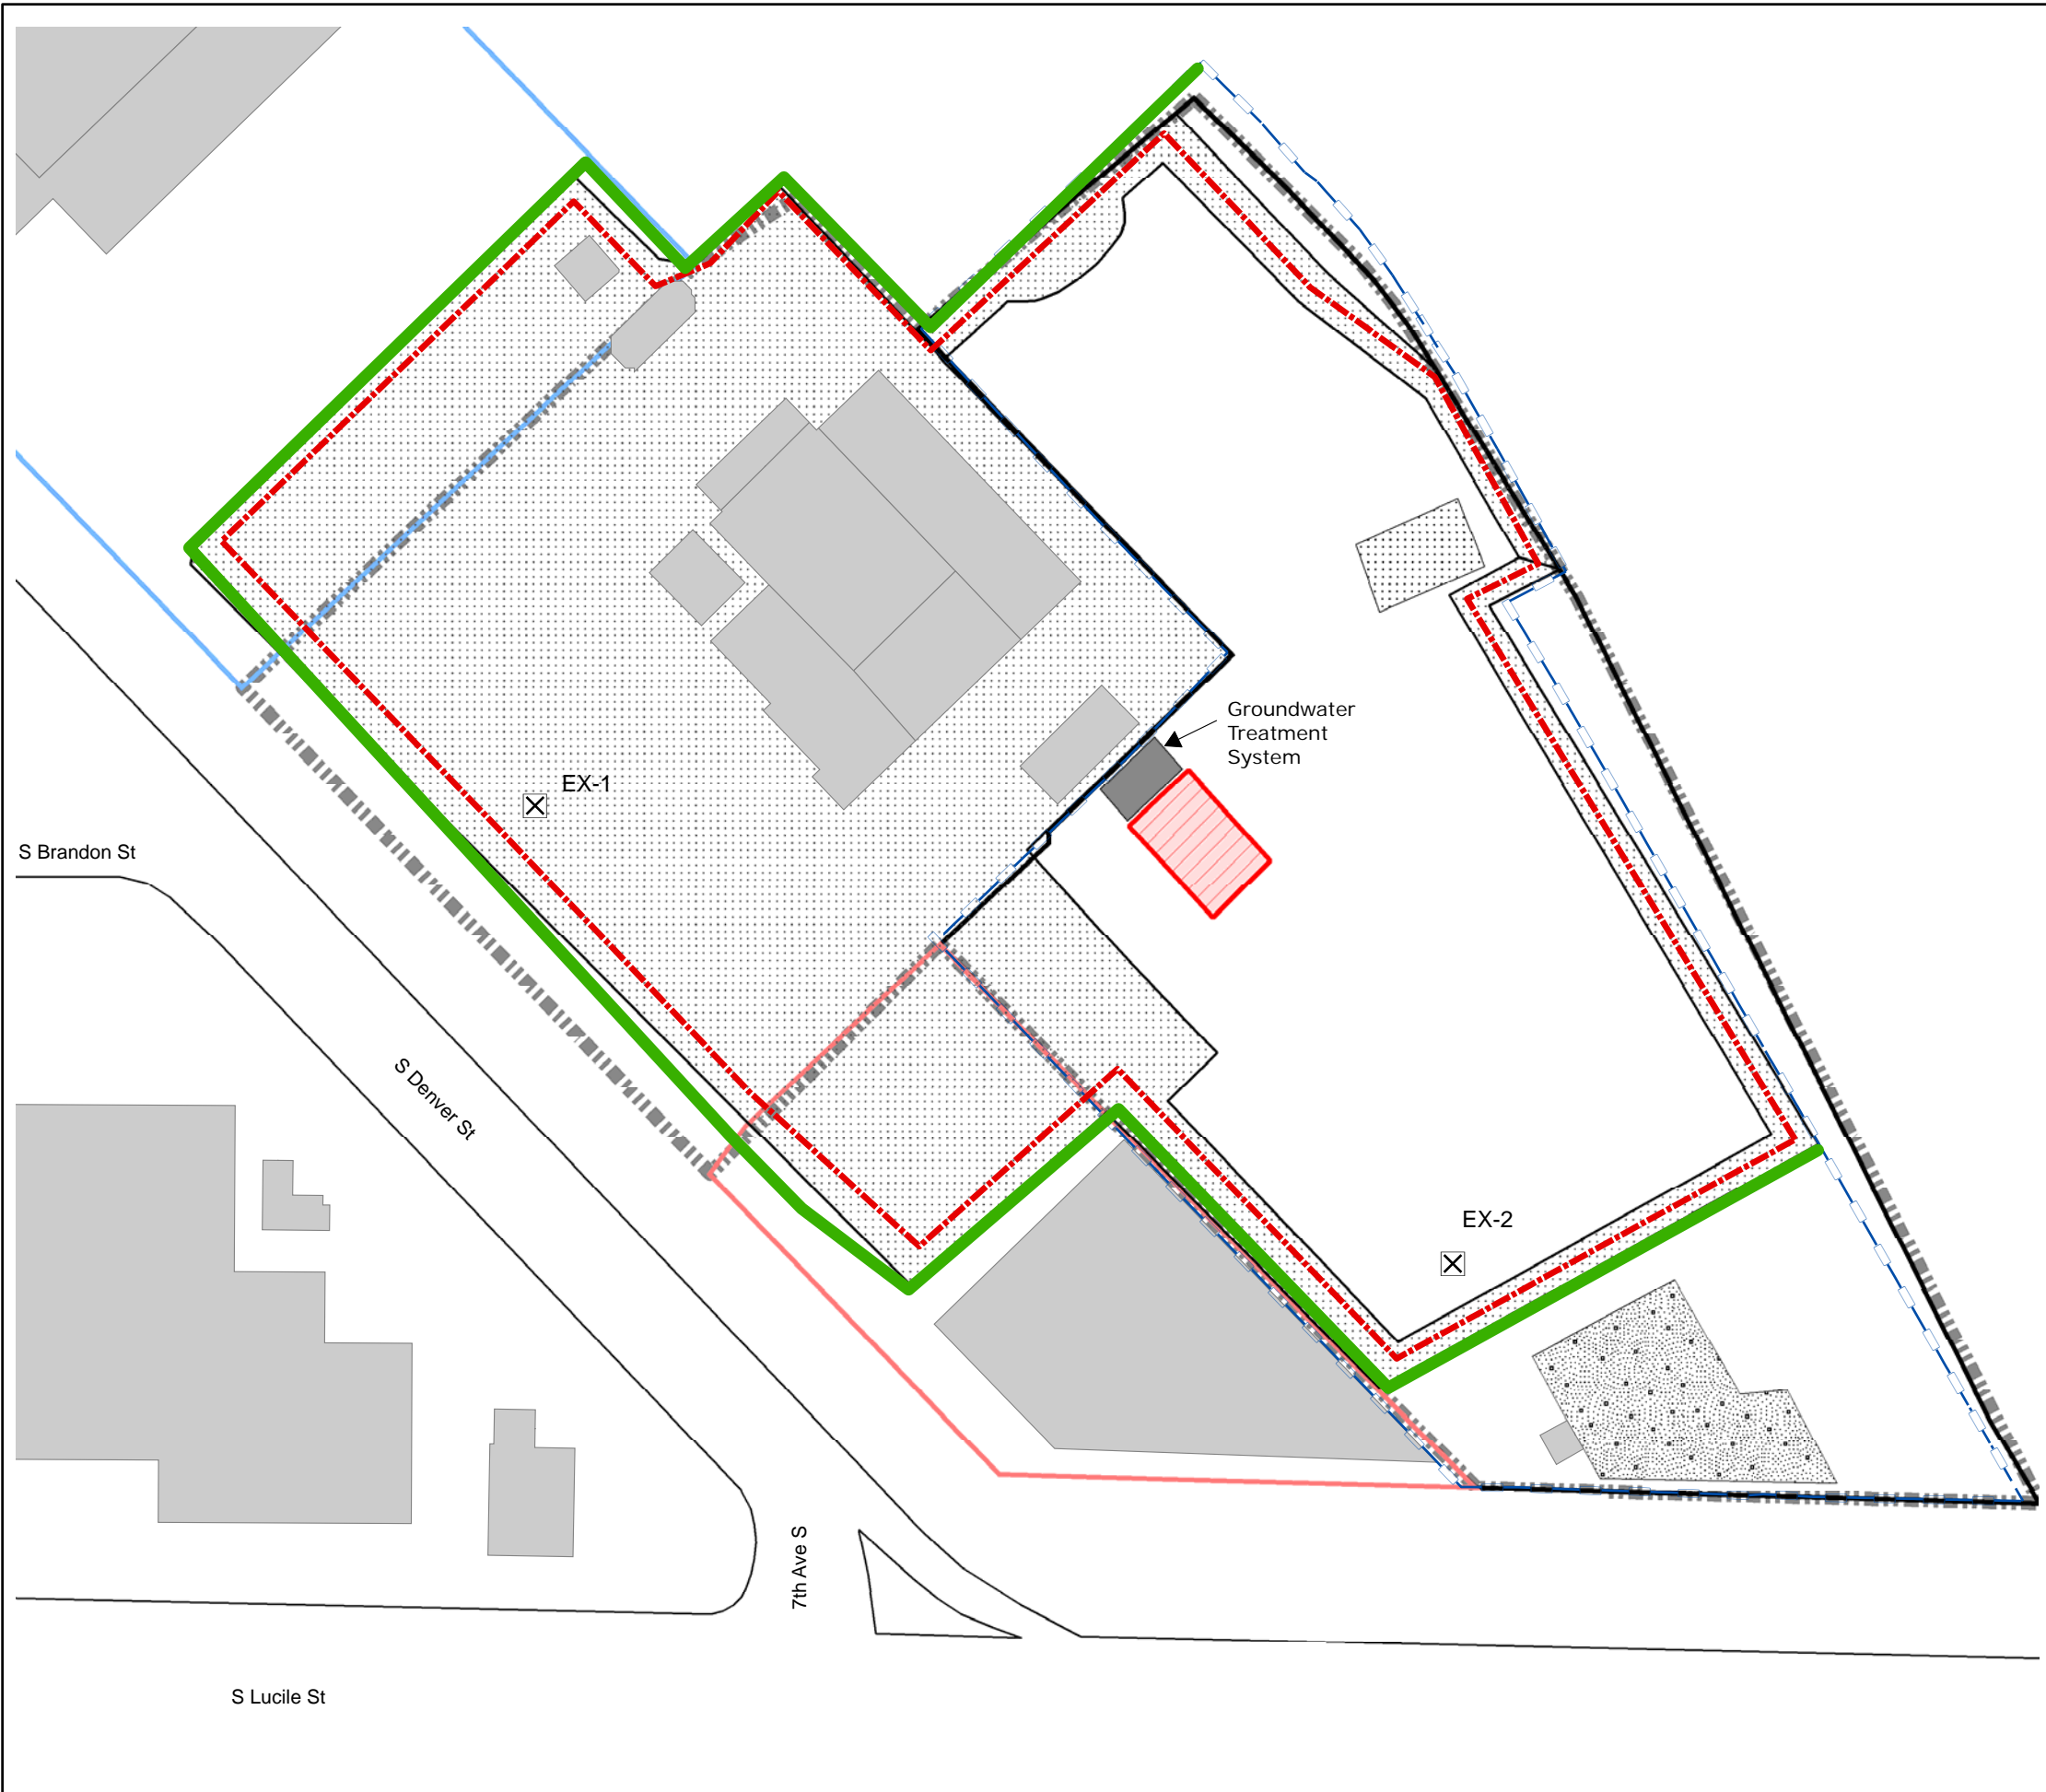 Groundwater
Treatment
System
EX-1
S Brandon St
S Denver St
EX-2
7th Ave S
S Lucile St